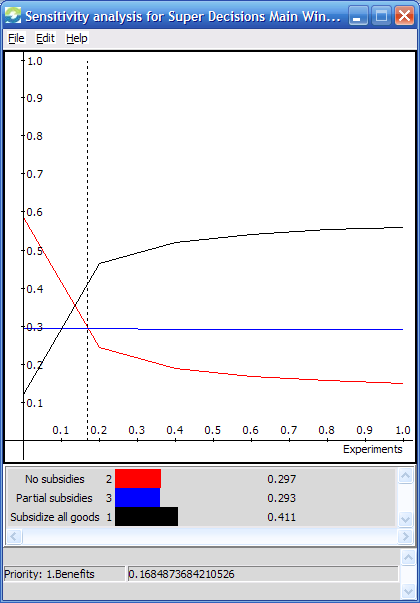 Sensitivity analysis for Super Decisions Main Win...
File Edit Help
1.0
0.9
0.8
0.7
0.6
0.5
0.4
0.3
0.2
0.1
0.1 0.2 0.3 0.4 0.5 0.6 0.7 0.8 0.9 1.0
Experiments
No subsidies 2 0.297
Partial subsidies 3 0.293
Subsidize all goods 1 0.411
Priority: 1.Benefits 0.1684873684210526